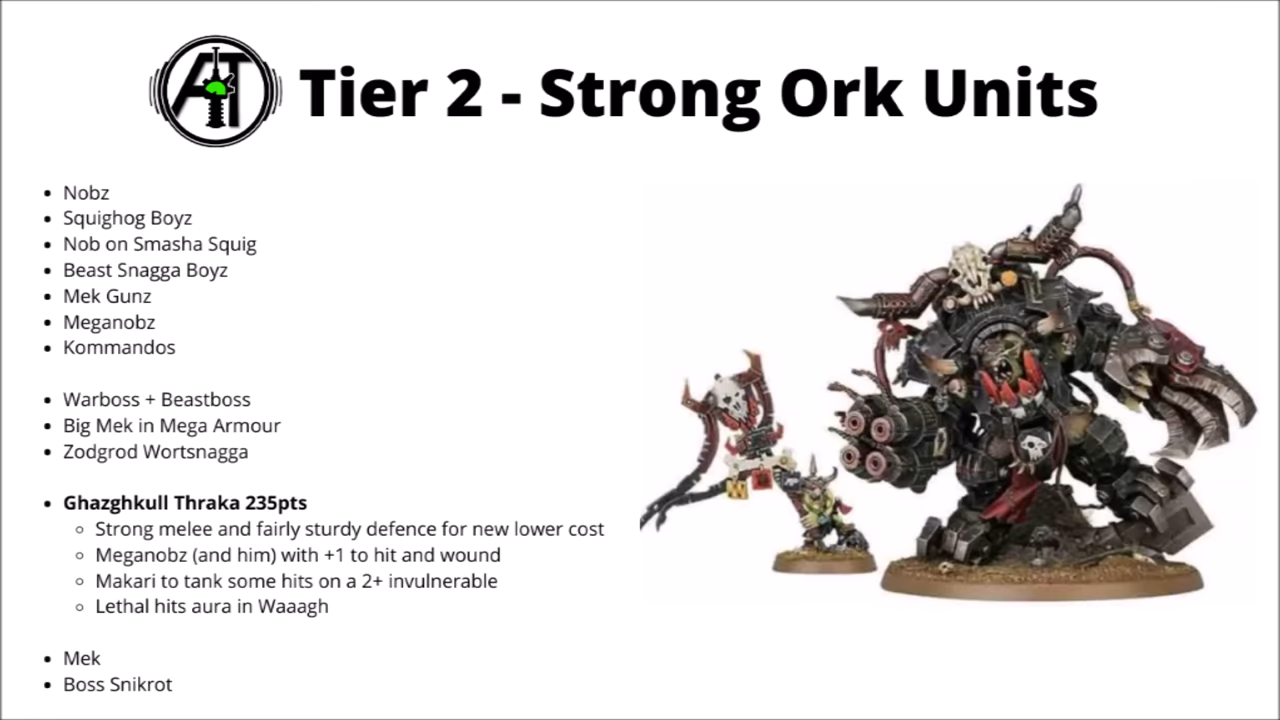 AT
Tier 2 - Strong Ork Units
Nobz
Squighog Boyz
Nob on Smasha Squig
Beast Snagga Boyz
Mek Gunz
Meganobz
Kommandos
Warboss + Beastboss
Big Mek in Mega Armour
Zodgrod Wortsnagga
Ghazghkull Thraka 235pts
Strong melee and fairly sturdy defence for new lower cost
Meganobz (and him) with +1 to hit and wound
Makari to tank some hits on a 2+ invulnerable
Lethal hits aura in Waaagh
Mek
Boss Snikrot